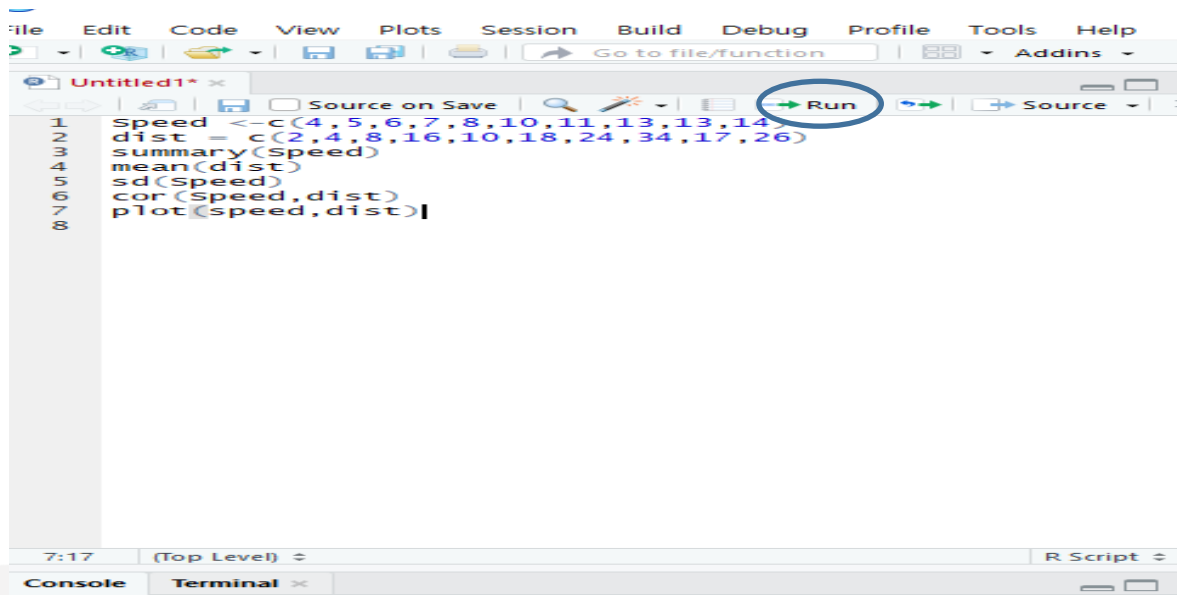 File Edit Code View Plots Session Build Debug Profile Tools Help
Go to file/function Addins
Untitled1*
Source on Save Run Source
1 Speed <-c(4,5,6,7,8,10,11,13,13,14)
2 dist = c(2,4,8,16,10,18,24,34,17,26)
3 summary(Speed)
4 mean(dist)
5 sd(Speed)
6 cor(Speed,dist)
7 plot(speed,dist)
8
7:17 (Top Level) R Script
Console Terminal